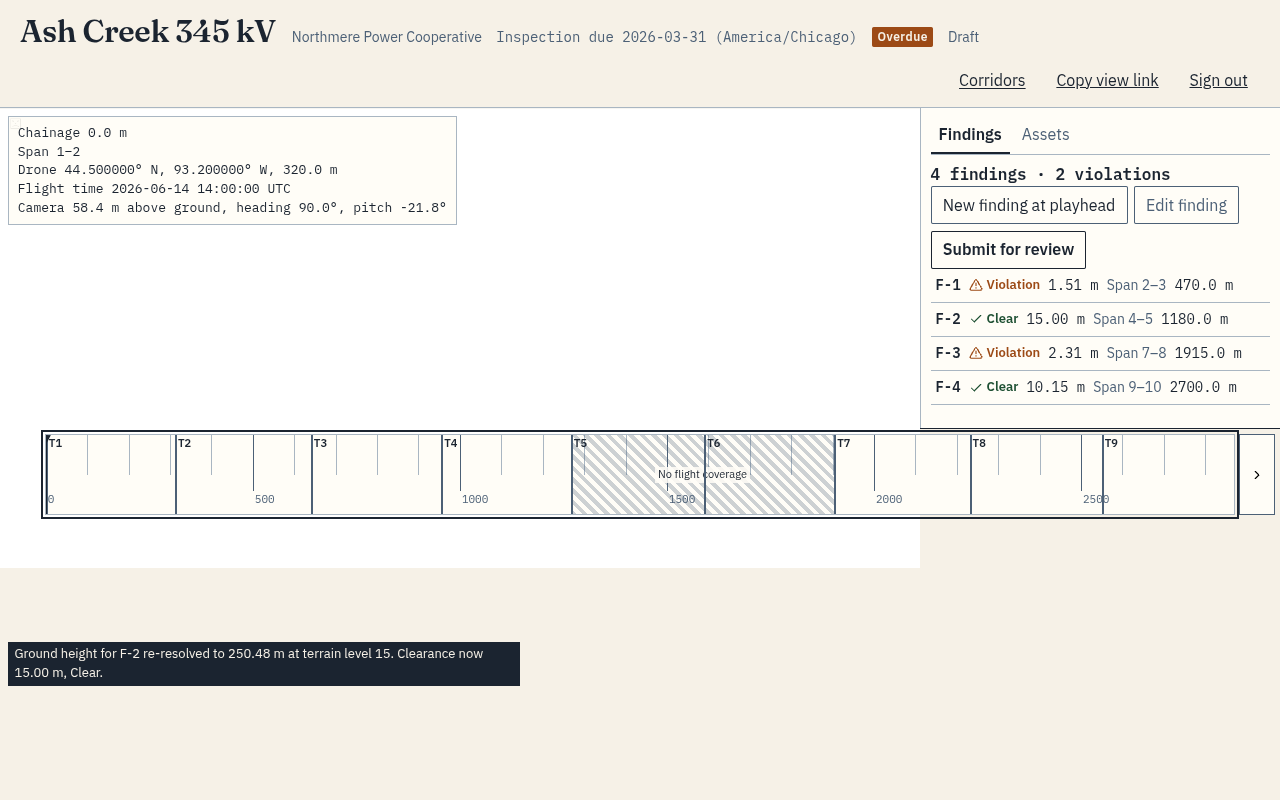 Ash Creek 345 kV Northmere Power Cooperative Inspection due 2026-03-31 (America/Chicago) Overdue Draft
Corridors Copy view link Sign out
Chainage 0.0 m
Span 1–2
Drone 44.500000° N, 93.200000° W, 320.0 m
Flight time 2026-06-14 14:00:00 UTC
Camera 58.4 m above ground, heading 90.0°, pitch -21.8°
Findings Assets
4 findings · 2 violations
New finding at playhead Edit finding
Submit for review
F-1 Violation 1.51 m Span 2–3 470.0 m
F-2 Clear 15.00 m Span 4–5 1180.0 m
F-3 Violation 2.31 m Span 7–8 1915.0 m
F-4 Clear 10.15 m Span 9–10 2700.0 m
T1 T2 T3 T4 T5 T6 T7 T8 T9
No flight coverage
0 500 1000 1500 2000 2500
Ground height for F-2 re-resolved to 250.48 m at terrain level 15. Clearance now
15.00 m, Clear.